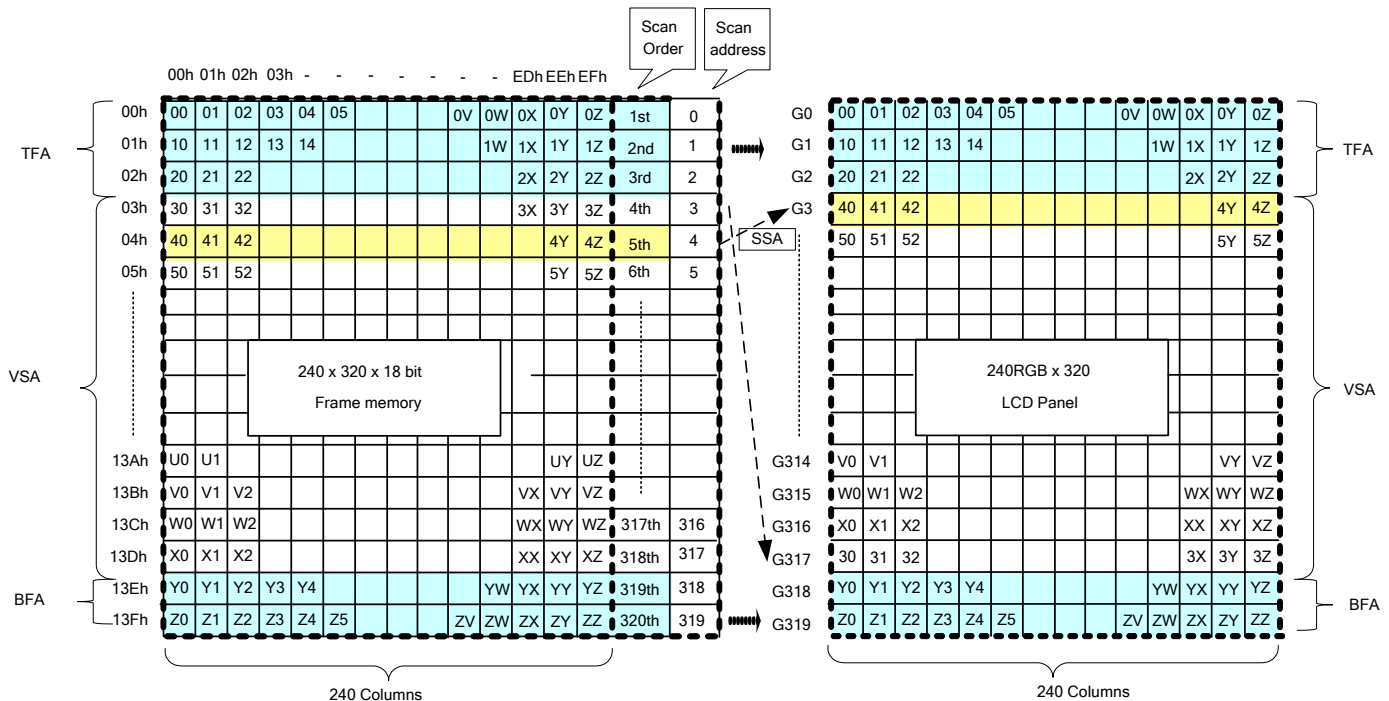 Scan Order
Scan address
00h 01h 02h 03h - - - - - - - EDh EEh EFh
00h 00 01 02 03 04 05 0V 0W 0X 0Y 0Z 1st 0 G0 00 01 02 03 04 05 0V 0W 0X 0Y 0Z
01h 10 11 12 13 14 1W 1X 1Y 1Z 2nd 1 G1 10 11 12 13 14 1W 1X 1Y 1Z
TFA TFA
02h 20 21 22 2X 2Y 2Z 3rd 2 G2 20 21 22 2X 2Y 2Z
03h 30 31 32 3X 3Y 3Z 4th 3 G3 40 41 42 4Y 4Z
04h 40 41 42 4Y 4Z 5th 4 SSA 50 51 52 5Y 5Z
05h 50 51 52 5Y 5Z 6th 5
VSA 240 x 320 x 18 bit 240RGB x 320 VSA
Frame memory LCD Panel
13Ah U0 U1 UY UZ G314 V0 V1 VY VZ
13Bh V0 V1 V2 VX VY VZ G315 W0 W1 W2 WX WY WZ
13Ch W0 W1 W2 WX WY WZ 317th 316 G316 X0 X1 X2 XX XY XZ
13Dh X0 X1 X2 XX XY XZ 318th 317 G317 30 31 32 3X 3Y 3Z
13Eh Y0 Y1 Y2 Y3 Y4 YW YX YY YZ 319th 318 G318 Y0 Y1 Y2 Y3 Y4 YW YX YY YZ
BFA BFA
13Fh Z0 Z1 Z2 Z3 Z4 Z5 ZV ZW ZX ZY ZZ 320th 319 G319 Z0 Z1 Z2 Z3 Z4 Z5 ZV ZW ZX ZY ZZ
240 Columns 240 Columns